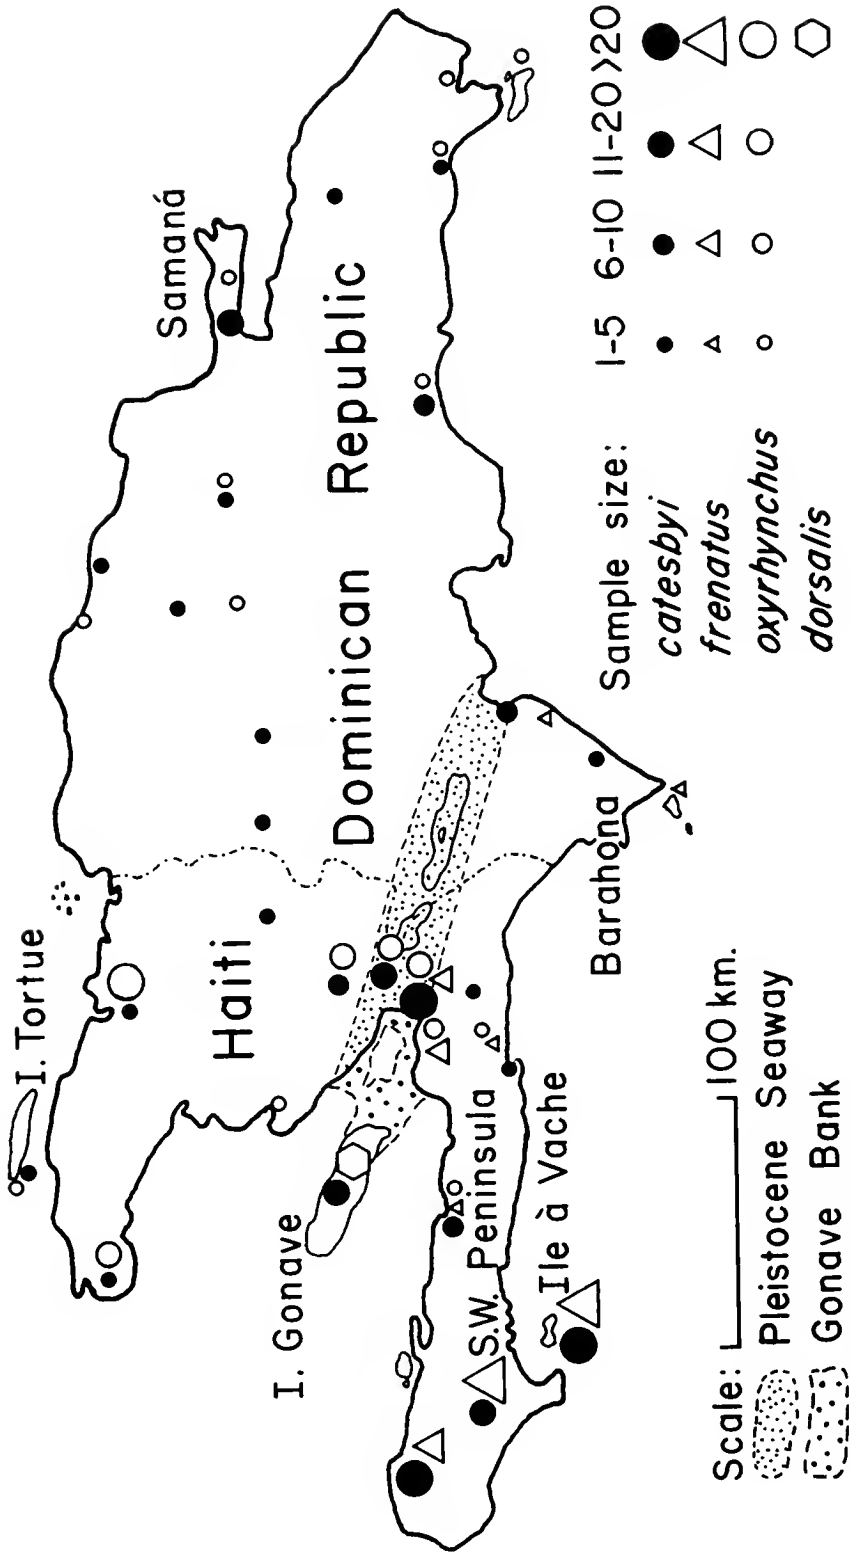 I. Tortue
Samaná
Haiti
Dominican Republic
I. Gonave
S.W. Peninsula
Ile à Vache
Barahona
Scale: 100 km.
Pleistocene Seaway
Gonave Bank
Sample size: 1-5 6-10 11-20 >20
catesbyi
frenatus
oxyrhynchus
dorsalis